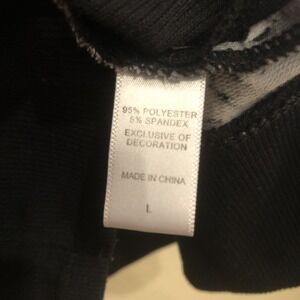 95% POLYESTER
5% SPANDEX
EXCLUSIVE OF
DECORATION
MADE IN CHINA
L